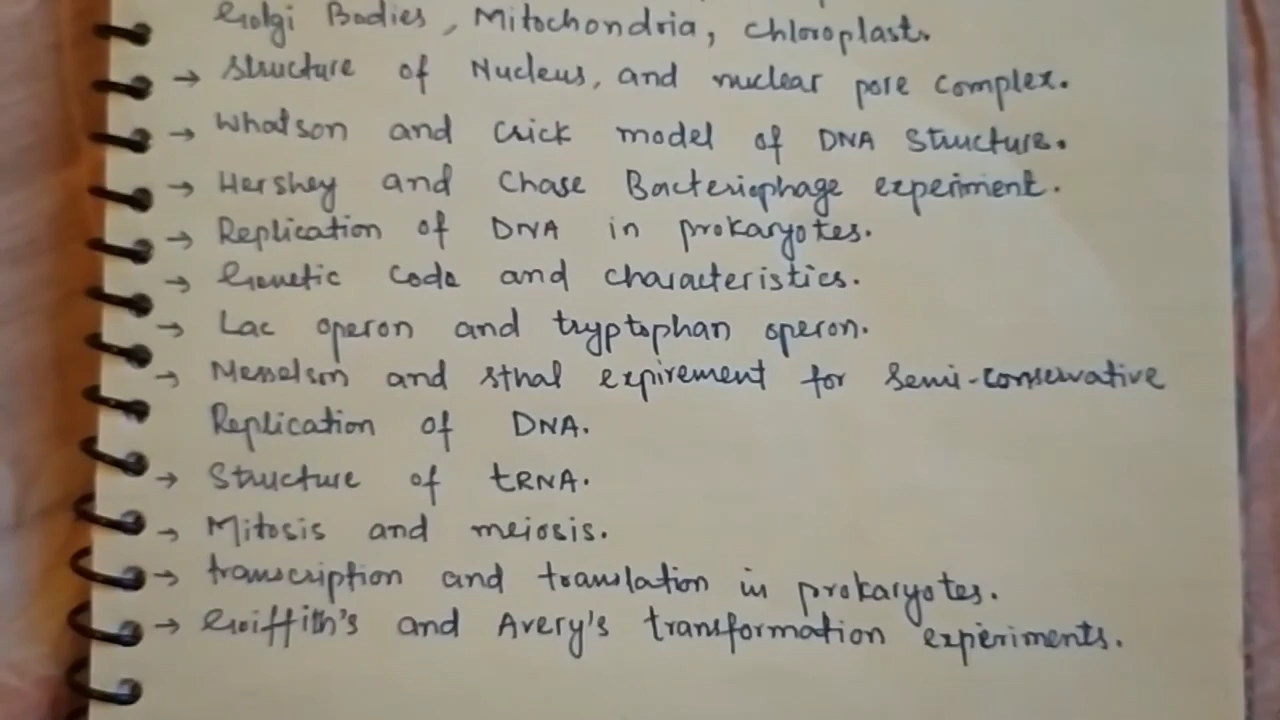 Golgi Bodies, Mitochondria, chloroplast.
→ Structure of Nucleus, and nuclear pore complex.
→ Whatson and Crick model of DNA Structure.
→ Hershey and Chase Bacteriophage experiment.
→ Replication of DNA in prokaryotes.
→ Genetic Code and characteristics.
→ Lac operon and tryptophan operon.
→ Messelson and sthal expirement for Semi-conservative
Replication of DNA.
→ Structure of tRNA.
→ Mitosis and meiosis.
→ transcription and translation in prokaryotes.
→ Griffith's and Avery's transformation experiments.